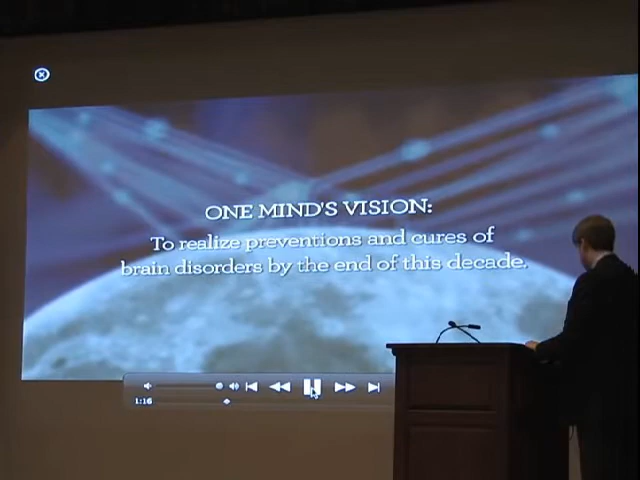 ONE MIND'S VISION:
To realize preventions and cures of
brain disorders by the end of this decade.
1:16